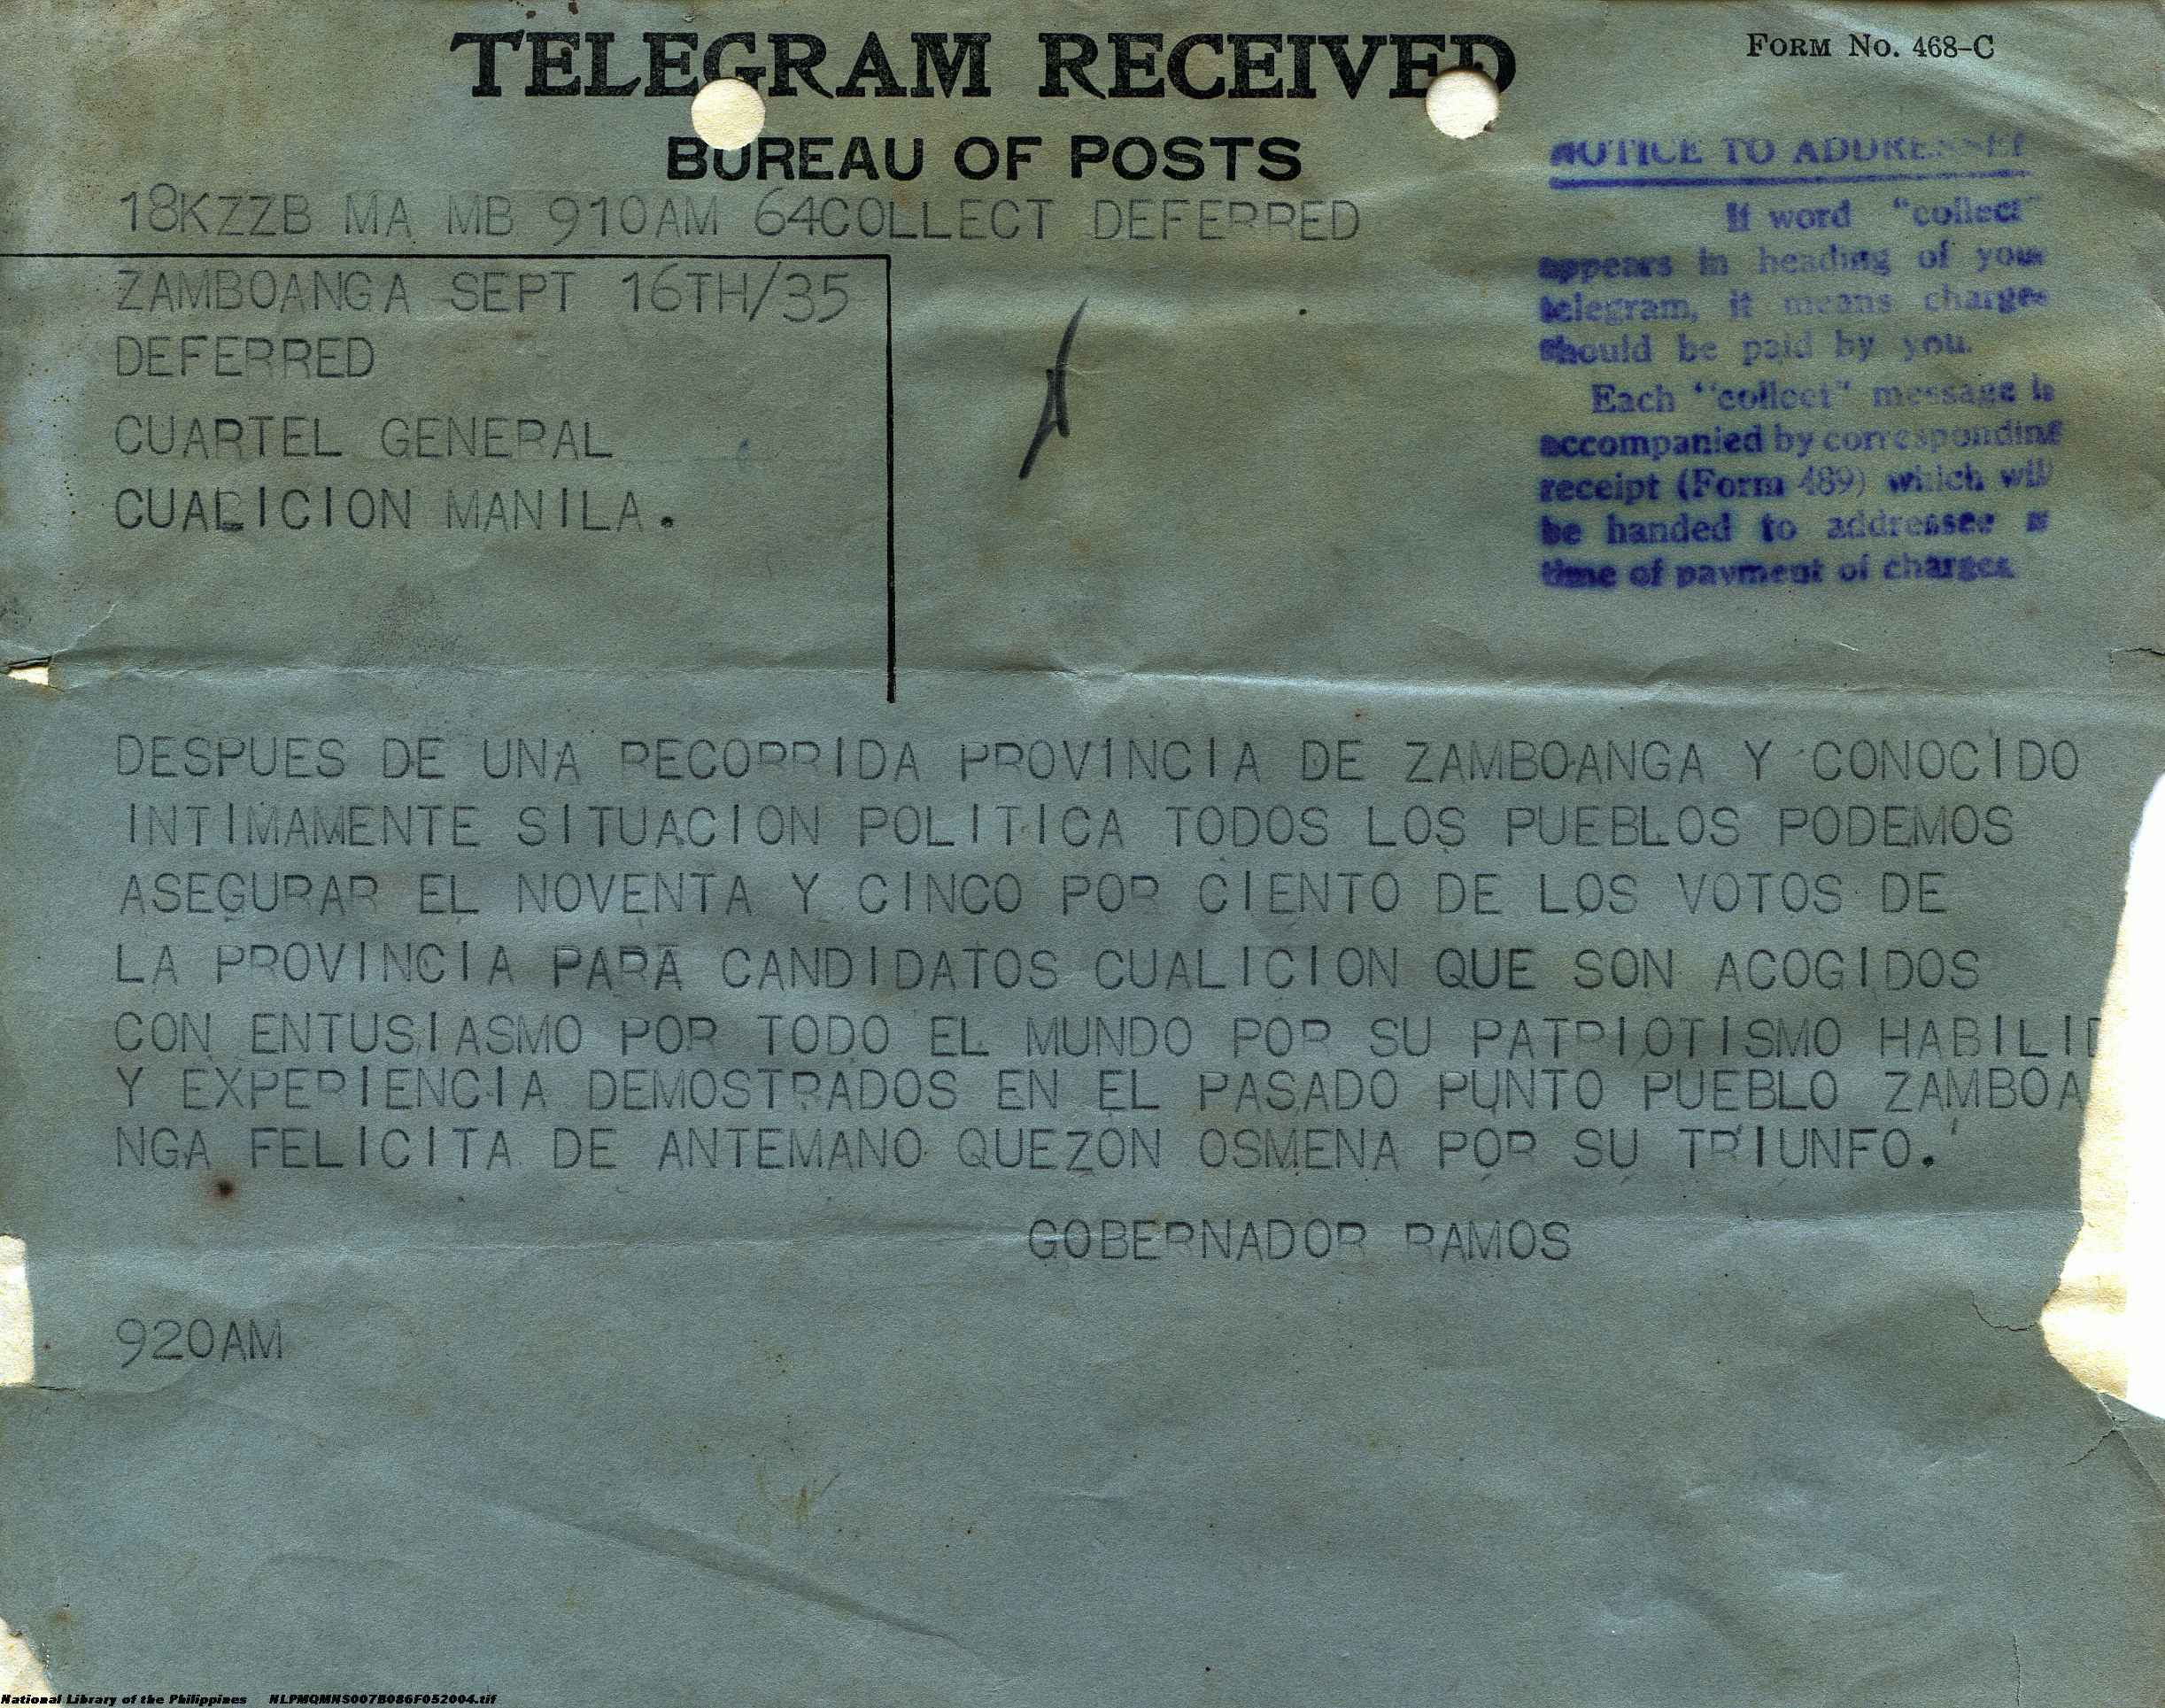 TELEGRAM RECEIVED
FORM NO. 468-C
BUREAU OF POSTS
18KZZB MA MB 910AM 64COLLECT DEFERRED
ZAMBOANGA SEPT 16TH/35
DEFERRED
CUARTEL GENERAL
CUALICION MANILA.
NOTICE TO ADDRESSEE
If word "collect"
appears in heading of your
telegram, it means charges
should be paid by you.
Each "collect" message is
accompanied by corresponding
receipt (Form 489) which will
be handed to addressee
time of payment of charges
DESPUES DE UNA RECORRIDA PROVINCIA DE ZAMBOANGA Y CONOCIDO
INTIMAMENTE SITUACION POLITICA TODOS LOS PUEBLOS PODEMOS
ASEGURAR EL NOVENTA Y CINCO POR CIENTO DE LOS VOTOS DE
LA PROVINCIA PARA CANDIDATOS CUALICION QUE SON ACOGIDOS
CON ENTUSIASMO POR TODO EL MUNDO POR SU PATRIOTISMO HABILID
Y EXPERIENCIA DEMOSTRADOS EN EL PASADO PUNTO PUEBLO ZAMBOA
NGA FELICITA DE ANTEMANO QUEZON OSMENA POR SU TRIUNFO.
GOBERNADOR RAMOS
920AM
National Library of the Philippines NLPMQMNS007B086F052004.tif